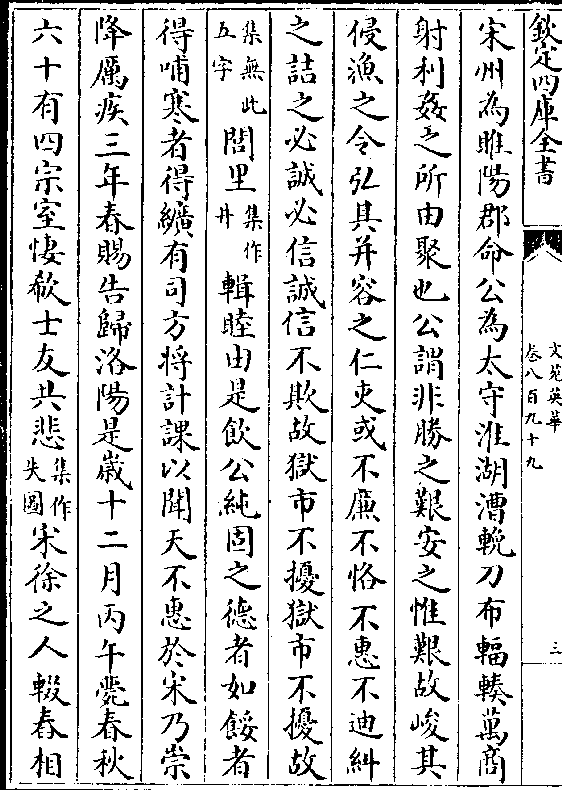 欽定四庫全書
文苑英華
卷八百九十九
三
宋州為睢陽郡命公為太守淮湖漕輓刀布輻輳萬商
射利姦之所由聚也公謂非勝之艱安之惟艱故峻其
侵漁之令弘其并容之仁吏或不廉不恪不惠不迪糾
之詰之必誠必信誠信不欺故獄市不擾獄市不擾故
集無此五字閭里集作井輯睦由是飲公純固之德者如餒者
得哺寒者得纊有司方將計課以聞天不惠於宋乃崇
降厲疾三年春賜告歸洛陽是歲十二月丙午薨春秋
六十有四宗室悽欷士友共悲集作失圖宋徐之人輟舂相